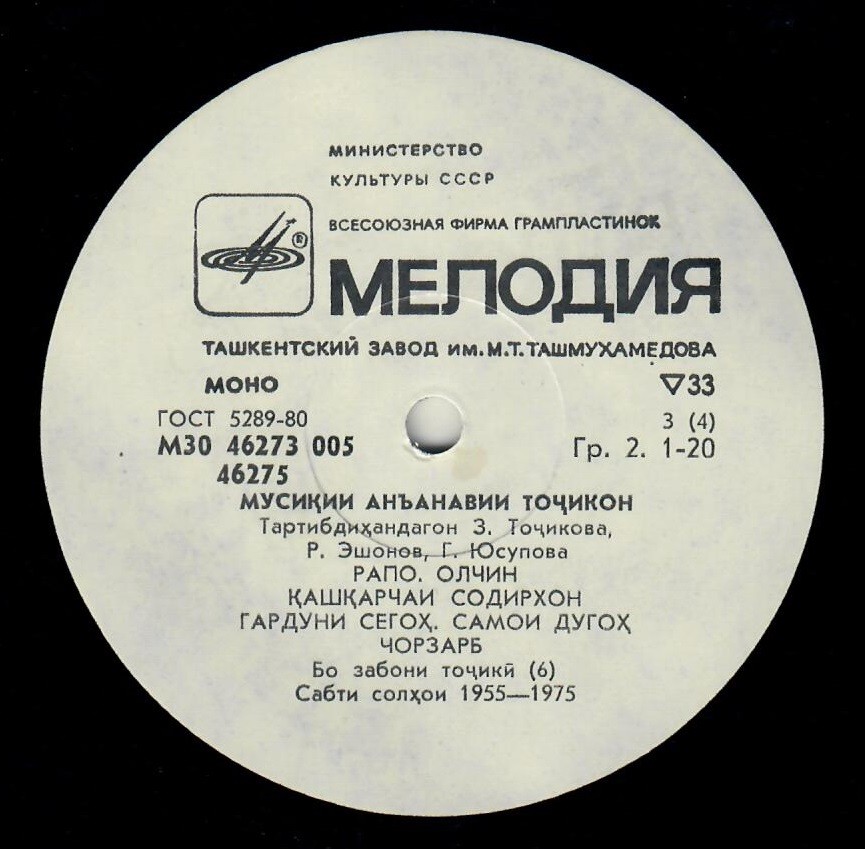 МИНИСТЕРСТВО
КУЛЬТУРЫ СССР
ВСЕСОЮЗНАЯ ФИРМА ГРАМПЛАСТИНОК
®
МЕЛОДИЯ
ТАШКЕНТСКИЙ ЗАВОД ИМ. М.Т. ТАШМУХАМЕДОВА
МОНО ▽33
ГОСТ 5289-80 3 (4)
М30 46273 005 Гр. 2. 1-20
46275
МУСИҚИИ АНЪАНАВИИ ТОҶИКОН
Тартибдиҳандагон З. Тоҷикова,
Р. Эшонов, Г. Юсупова
РАПО. ОЛЧИН
ҚАШҚАРЧАИ СОДИРХОН
ГАРДУНИ СЕГОҲ. САМОИ ДУГОҲ
ЧОРЗАРБ
Бо забони тоҷикӣ (6)
Сабти солҳои 1955—1975